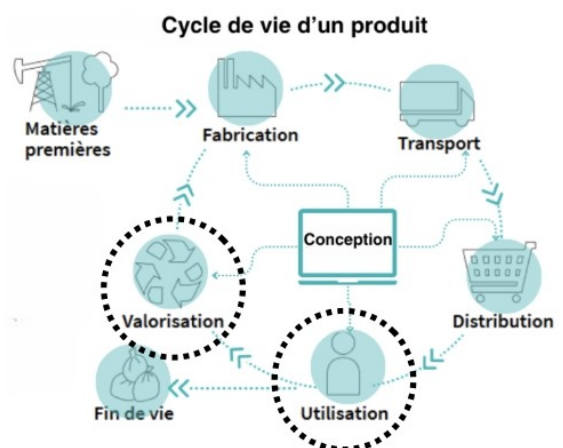 Cycle de vie d'un produit
Matières
premières
Fabrication
Transport
Conception
Valorisation
Distribution
Fin de vie
Utilisation